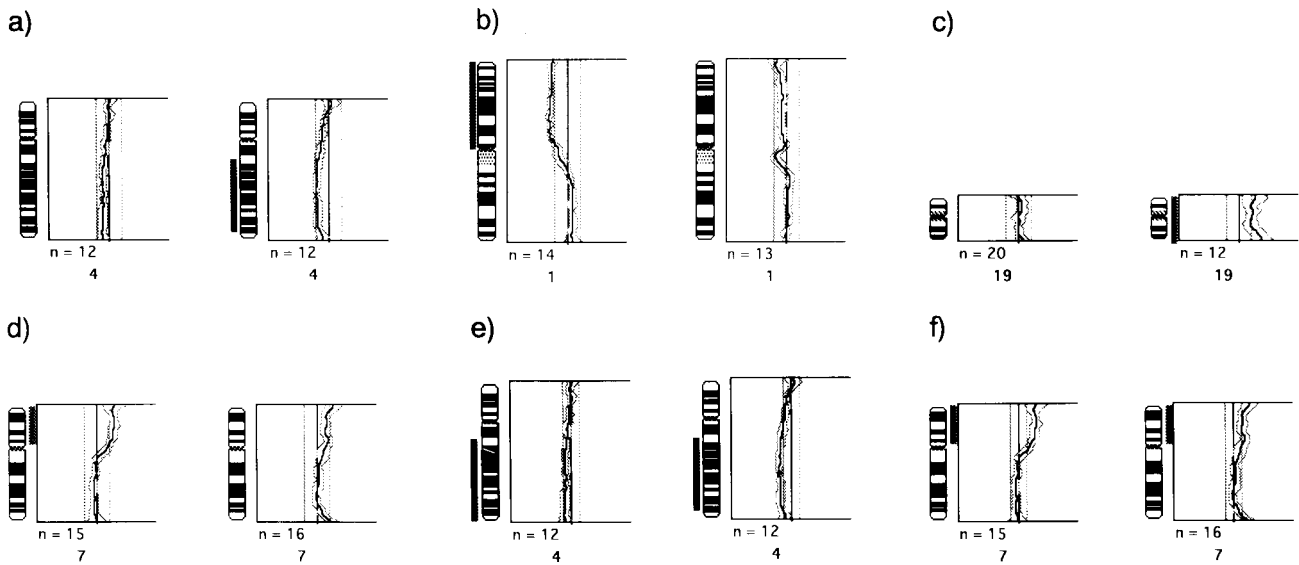 a)
b)
c)
n = 12
4
n = 12
4
n = 14
1
n = 13
1
n = 20
19
n = 12
19
d)
e)
f)
n = 15
7
n = 16
7
n = 12
4
n = 12
4
n = 15
7
n = 16
7